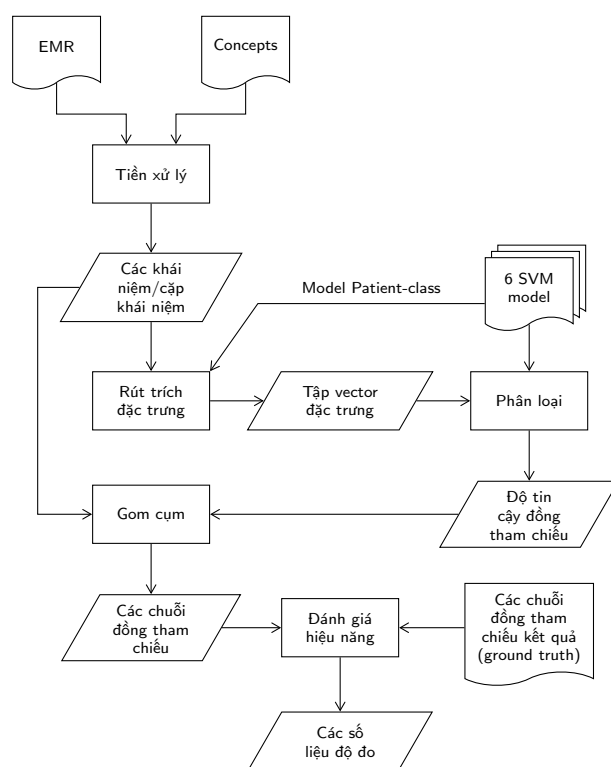 EMR
Concepts
Tiền xử lý
Các khái
niệm/cặp
khái niệm
Model Patient-class
6 SVM
model
Rút trích
đặc trưng
Tập vector
đặc trưng
Phân loại
Gom cụm
Độ tin
cậy đồng
tham chiếu
Các chuỗi
đồng tham
chiếu
Đánh giá
hiệu năng
Các chuỗi
đồng tham
chiếu kết quả
(ground truth)
Các số
liệu độ đo